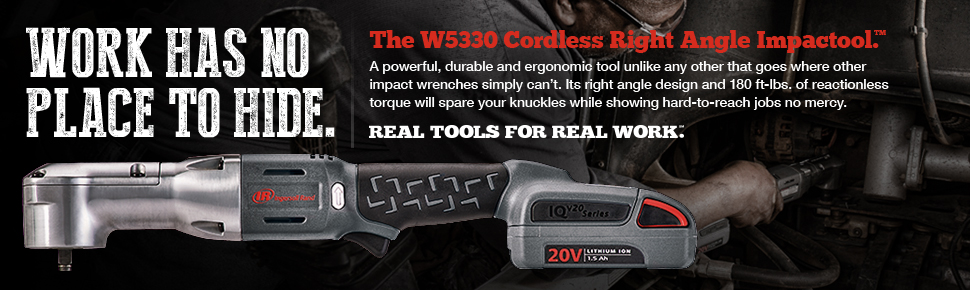 WORK HAS NO
PLACE TO HIDE.
The W5330 Cordless Right Angle Impactool.™
A powerful, durable and ergonomic tool unlike any other that goes where other
impact wrenches simply can't. Its right angle design and 180 ft-lbs. of reactionless
torque will spare your knuckles while showing hard-to-reach jobs no mercy.
REAL TOOLS FOR REAL WORK.™
IR Ingersoll Rand
IQV20 Series
20V LITHIUM ION
1.5 Ah